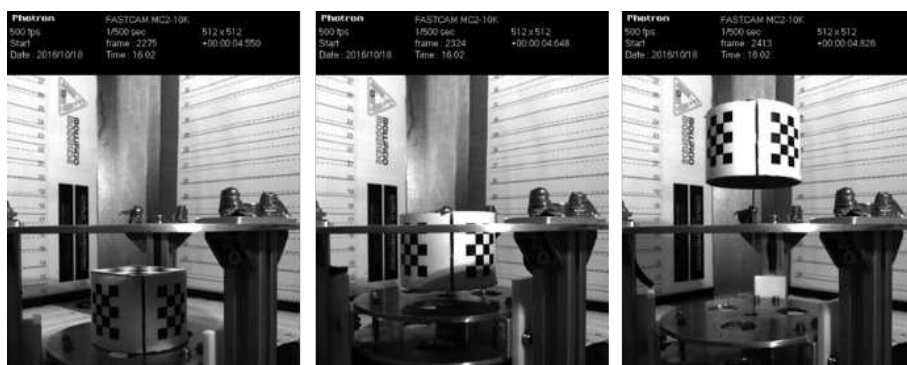 Photron FASTCAM MC2-10K
500 fps 1/500 sec 512 x 512
Start frame : 2275 +00:00:04.550
Date : 2016/10/18 Time : 16:02
Photron FASTCAM MC2-10K
500 fps 1/500 sec 512 x 512
Start frame : 2324 +00:00:04.648
Date : 2016/10/18 Time : 16:02
Photron FASTCAM MC2-10K
500 fps 1/500 sec 512 x 512
Start frame : 2413 +00:00:04.826
Date : 2016/10/18 Time : 16:02